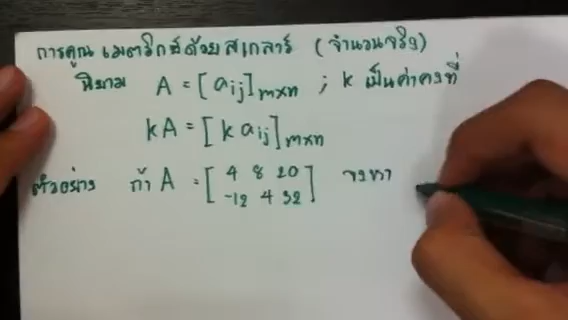 การคูณเมตริกซ์ด้วยสเกลาร์ (จำนวนจริง)
นิยาม A = [aij]m×n ; k เป็นค่าคงที่
kA = [k aij]m×n
ตัวอย่าง ถ้า A = [4 8 20 จงหา
-12 4 32]